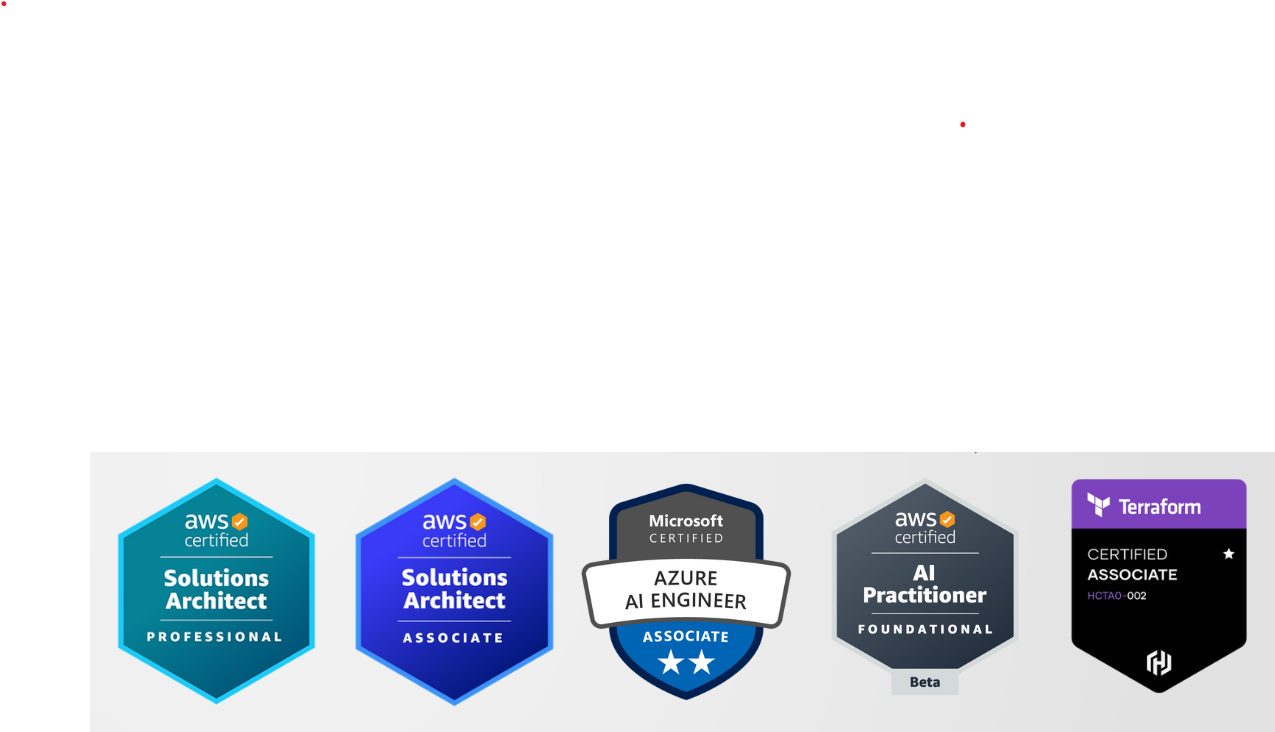 aws
certified
Solutions
Architect
PROFESSIONAL
aws
certified
Solutions
Architect
ASSOCIATE
Microsoft
CERTIFIED
AZURE
AI ENGINEER
ASSOCIATE
aws
certified
AI
Practitioner
FOUNDATIONAL
Beta
Terraform
CERTIFIED
ASSOCIATE
HCTA0-002